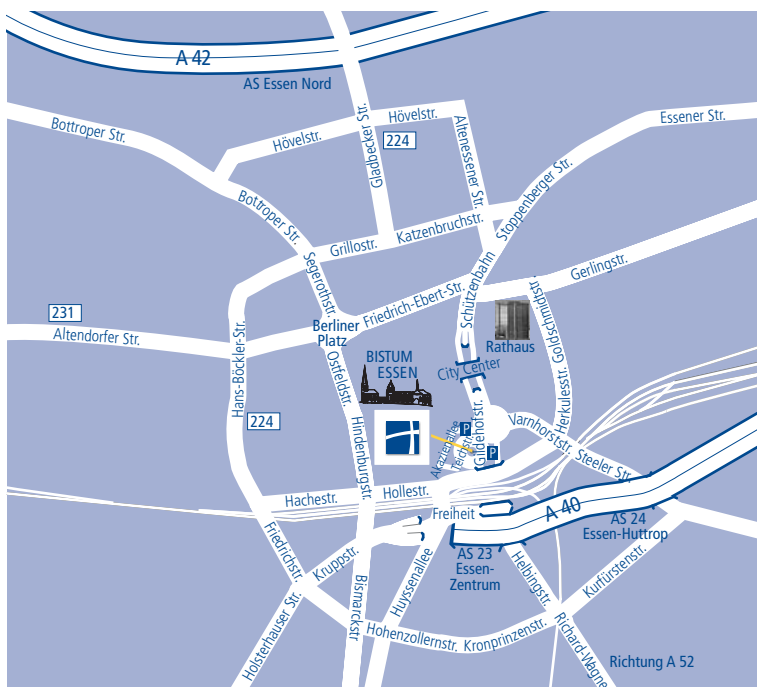 A 42
AS Essen Nord
Bottroper Str.
Hövelstr.
Hövelstr.
Gladbecker Str.
224
Altenessener Str.
Essener Str.
Stoppenberger Str.
Bottroper Str.
Grillostr.
Katzenbruchstr.
Segerothstr.
Schützenbahn
Gerlingstr.
Goldschmidtstr.
231
Altendorfer Str.
Friedrich-Ebert-Str.
Berliner
Platz
Rathaus
BISTUM
ESSEN
City Center
Hans-Böckler-Str.
224
Ostfeldstr.
Hindenburgstr.
Herkulesstr.
Akazienallee
Teichstr.
Gildehofstr.
P
P
Varnhorststr.
Steeler Str.
Hachestr.
Hollestr.
Freiheit
A 40
AS 24
Essen-Huttrop
AS 23
Essen-
Zentrum
Friedrichstr.
Kruppstr.
Bismarckstr
Huyssenallee
Helbingstr.
Kurfürstenstr.
Holsterhauser Str.
Hohenzollernstr.
Kronprinzenstr.
Richard-Wagne
Richtung A 52